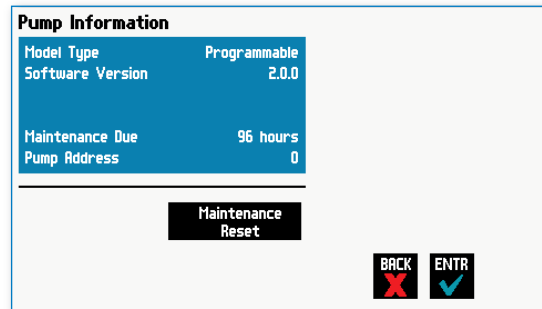 Pump Information
Model Type Programmable
Software Version 2.0.0
Maintenance Due 96 hours
Pump Address 0
Maintenance
Reset
BACK ENTR